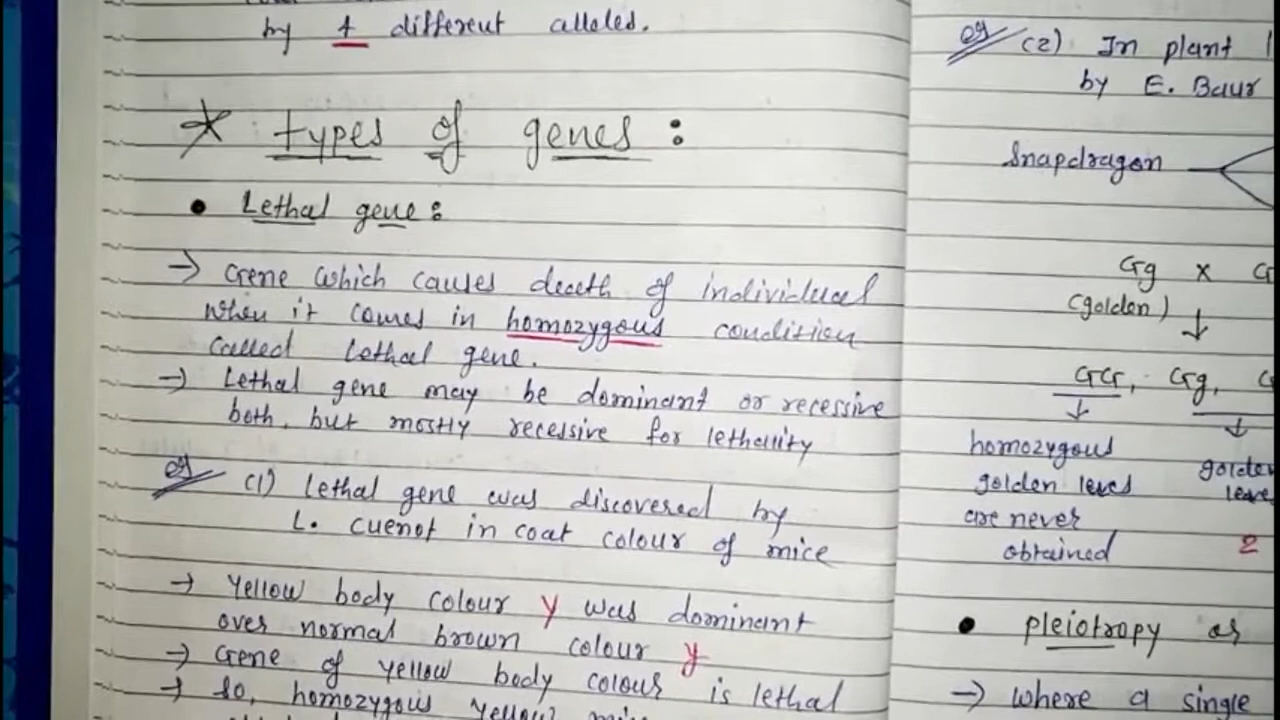 by 4 different alleles.
* types of genes :
• Lethal gene :
→ Gene which causes death of individual
when it comes in homozygous condition
called lethal gene.
→ Lethal gene may be dominant or recessive
both, but mostly recessive for lethality
eg (1) lethal gene was discovered by
L. cuenot in coat colour of mice
→ Yellow body colour Y was dominant
over normal brown colour y
→ Gene of yellow body colour is lethal
→ so, homozygous yellow mice
eg (2) In plant
by E. Baur
Snapdragon
Gg x G
(golden)
↓
GG, Gg,
↓ ↓
homozygous
golden leves
are never
obtained
golden
leave
2
• pleiotropy
→ where a single